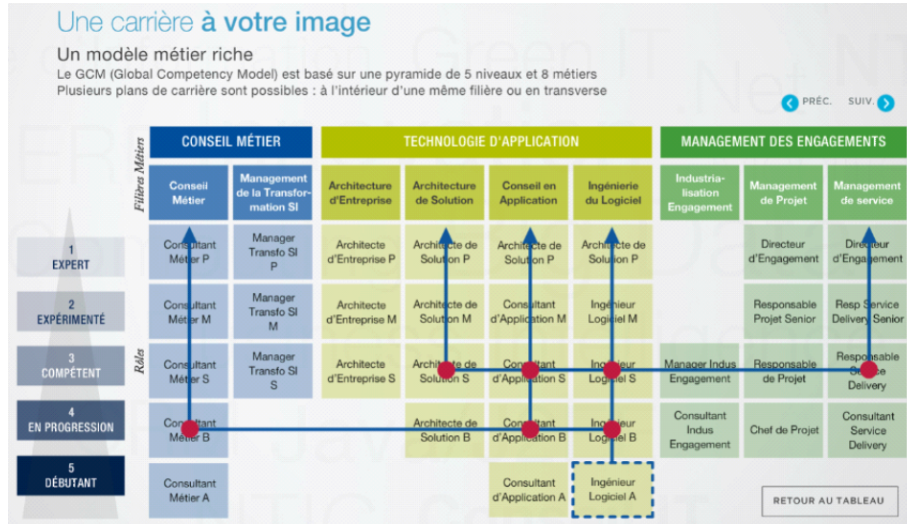 Une carrière à votre image
Un modèle métier riche
Le GCM (Global Competency Model) est basé sur une pyramide de 5 niveaux et 8 métiers
Plusieurs plans de carrière sont possibles : à l'intérieur d'une même filière ou en transverse
PRÉC. SUIV.
Filières Métiers
CONSEIL MÉTIER
TECHNOLOGIE D'APPLICATION
MANAGEMENT DES ENGAGEMENTS
Conseil
Métier
Management
de la Transfor-
mation SI
Architecture
d'Entreprise
Architecture
de Solution
Conseil en
Application
Ingénierie
du Logiciel
Industria-
lisation
Engagement
Management
de Projet
Management
de service
Rôles
1
EXPERT
Consultant
Métier P
Manager
Transfo SI
P
Architecte
d'Entreprise P
Architecte de
Solution P
Architecte de
Solution P
Architecte de
Solution P
Directeur
d'Engagement
Directeur
d'Engagement
2
EXPÉRIMENTÉ
Consultant
Métier M
Manager
Transfo SI
M
Architecte
d'Entreprise M
Architecte de
Solution M
Consultant
d'Application M
Ingénieur
Logiciel M
Responsable
Projet Senior
Resp Service
Delivery Senior
3
COMPÉTENT
Consultant
Métier S
Manager
Transfo SI
S
Architecte
d'Entreprise S
Architecte de
Solution S
Consultant
d'Application S
Ingénieur
Logiciel S
Manager Indus
Engagement
Responsable
de Projet
Responsable
Service
Delivery
4
EN PROGRESSION
Consultant
Métier B
Architecte de
Solution B
Consultant
d'Application B
Ingénieur
Logiciel B
Consultant
Indus
Engagement
Chef de Projet
Consultant
Service
Delivery
5
DÉBUTANT
Consultant
Métier A
Consultant
d'Application A
Ingénieur
Logiciel A
RETOUR AU TABLEAU